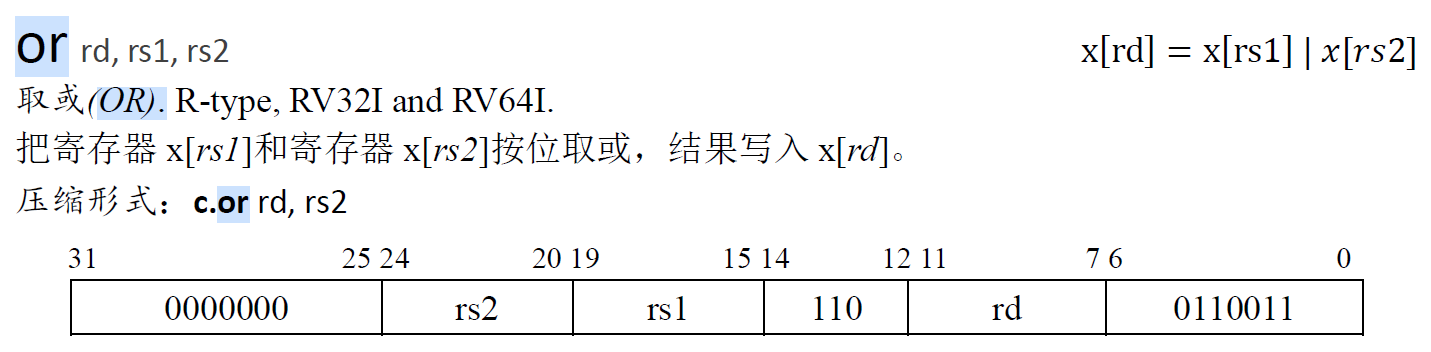 or rd, rs1, rs2 x[rd] = x[rs1] | x[rs2]
取或(OR). R-type, RV32I and RV64I.
把寄存器 x[rs1]和寄存器 x[rs2]按位取或，结果写入 x[rd]。
压缩形式：c.or rd, rs2
31 25 24 20 19 15 14 12 11 7 6 0
0000000 rs2 rs1 110 rd 0110011